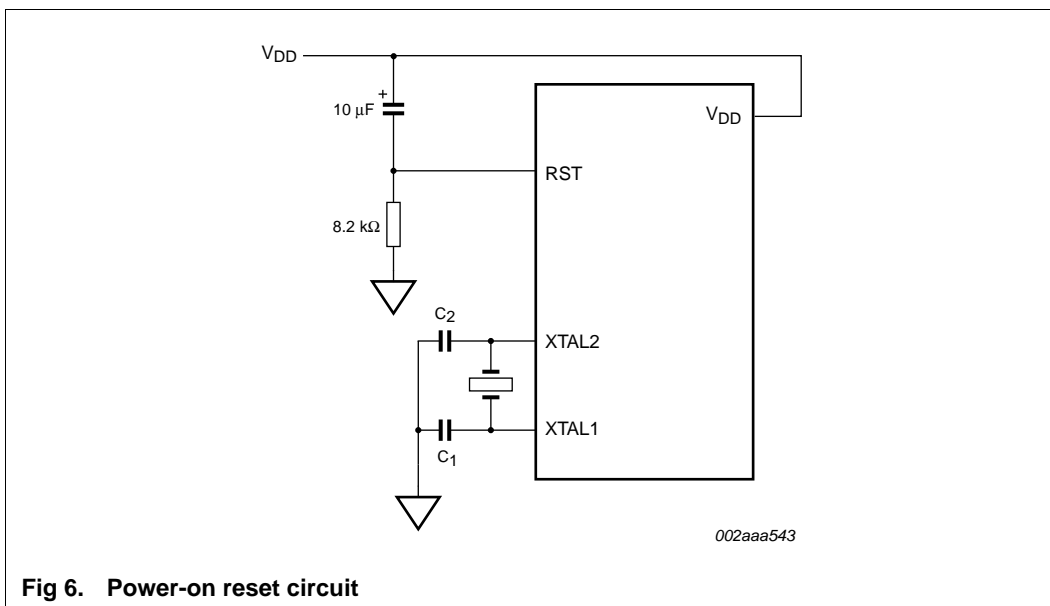 VDD
10 μF
+
VDD
RST
8.2 kΩ
C2
XTAL2
XTAL1
C1
002aaa543
Fig 6. Power-on reset circuit